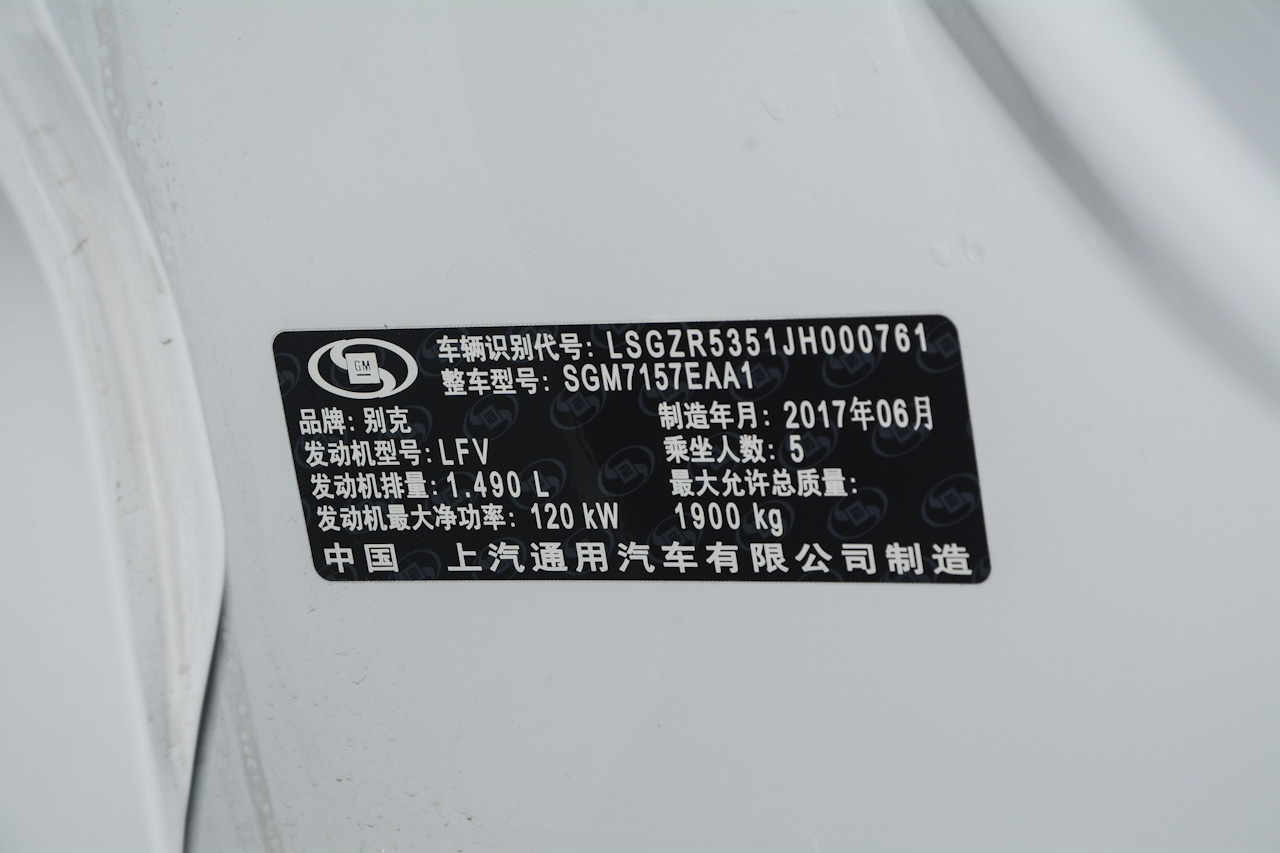 GM
车辆识别代号：LSGZR5351JH000761
整车型号：SGM7157EAA1
品牌：别克
制造年月：2017年06月
发动机型号：LFV
乘坐人数：5
发动机排量：1.490 L
最大允许总质量：
发动机最大净功率：120 kW
1900 kg
中国 上汽通用汽车有限公司制造